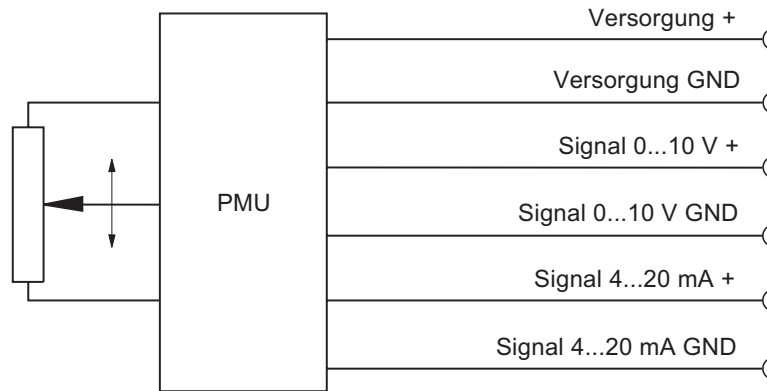 Versorgung +
Versorgung GND
Signal 0...10 V +
PMU
Signal 0...10 V GND
Signal 4...20 mA +
Signal 4...20 mA GND